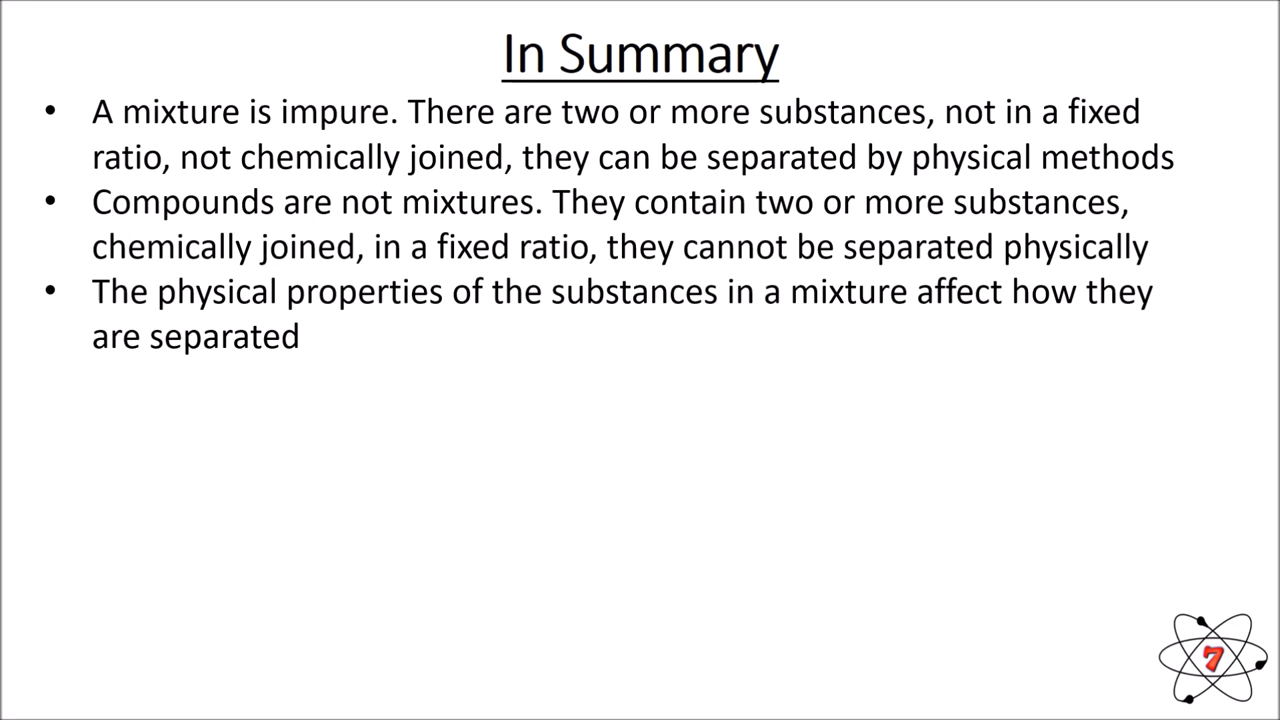 In Summary
• A mixture is impure. There are two or more substances, not in a fixed
ratio, not chemically joined, they can be separated by physical methods
• Compounds are not mixtures. They contain two or more substances,
chemically joined, in a fixed ratio, they cannot be separated physically
• The physical properties of the substances in a mixture affect how they
are separated
7